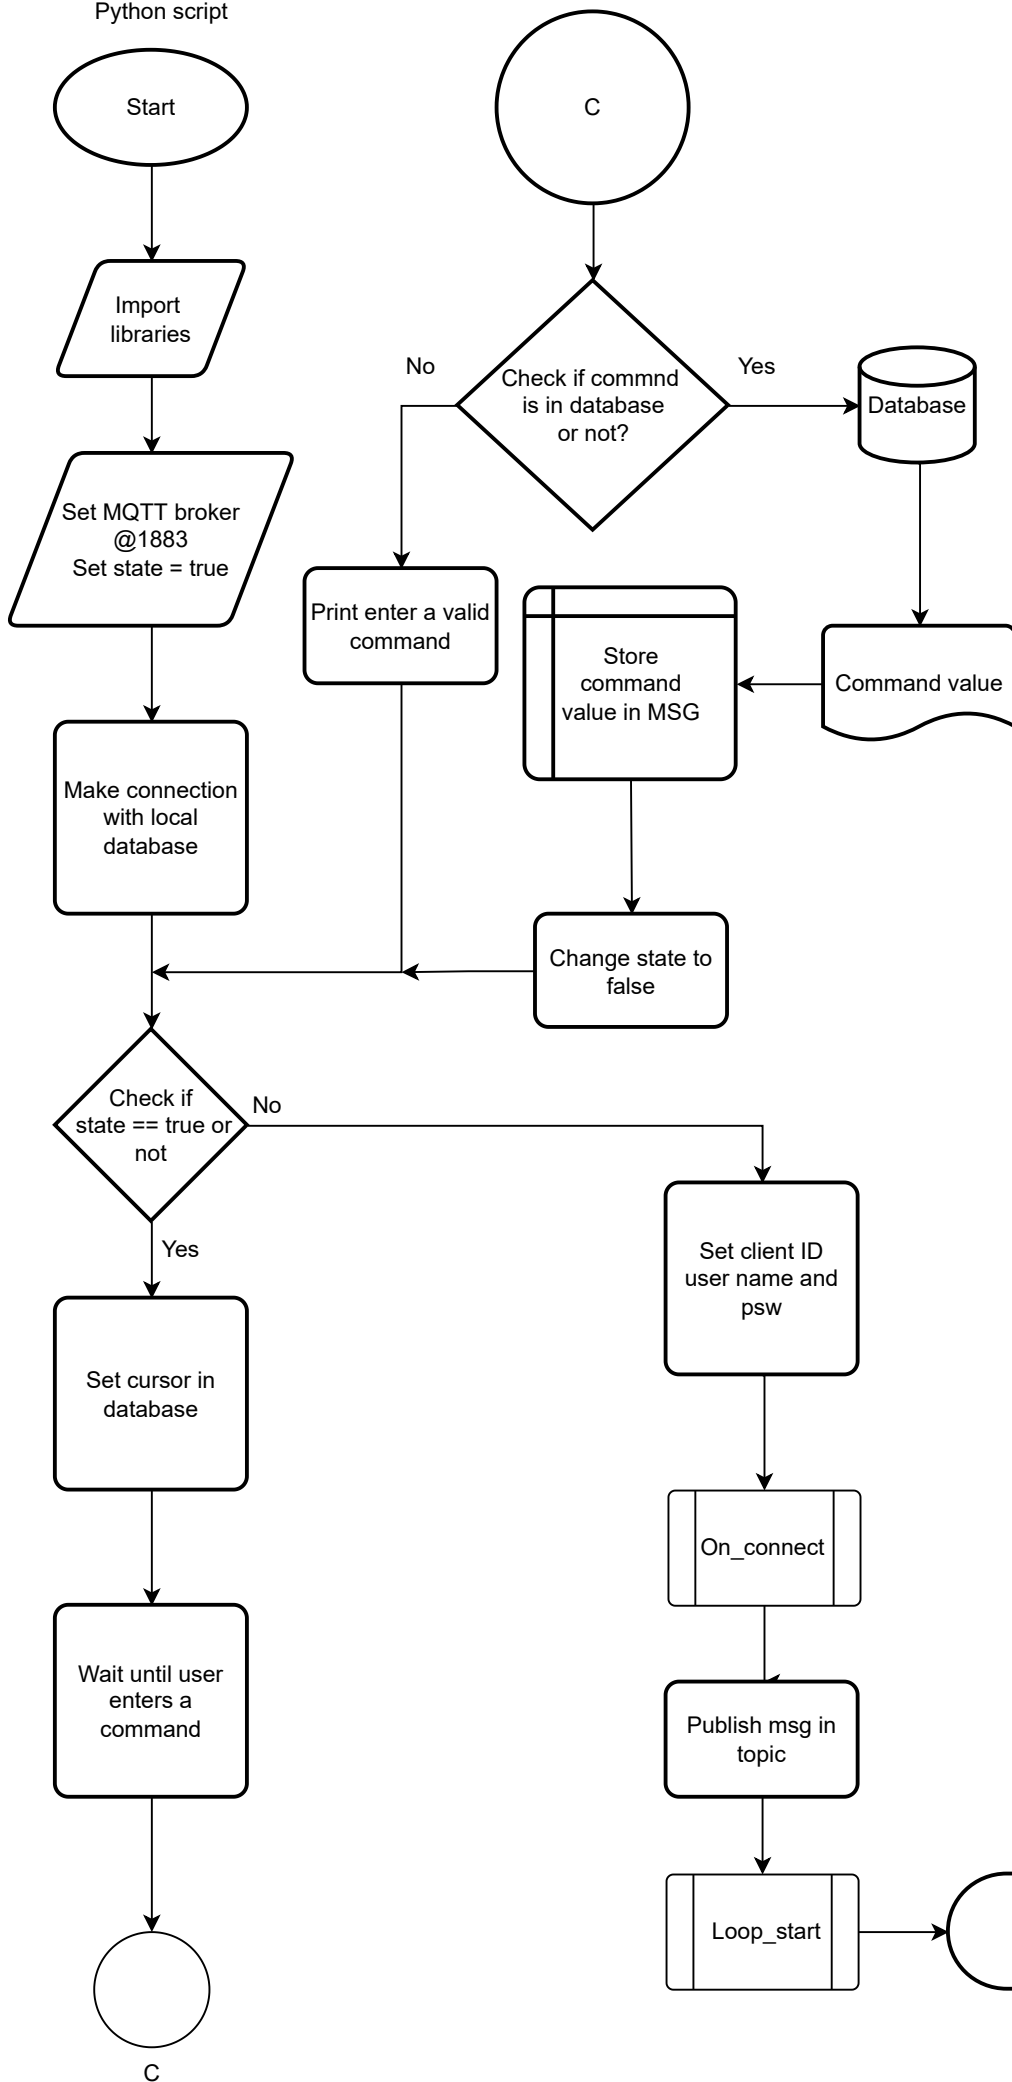 Python script
Start
Import
libraries
Set MQTT broker
@1883
Set state = true
Make connection
with local
database
Check if
state == true or
not
No
Yes
Set cursor in
database
Wait until user
enters a
command
C
C
Check if commnd
is in database
or not?
No
Yes
Database
Print enter a valid
command
Store
command
value in MSG
Command value
Change state to
false
Set client ID
user name and
psw
On_connect
Publish msg in
topic
Loop_start